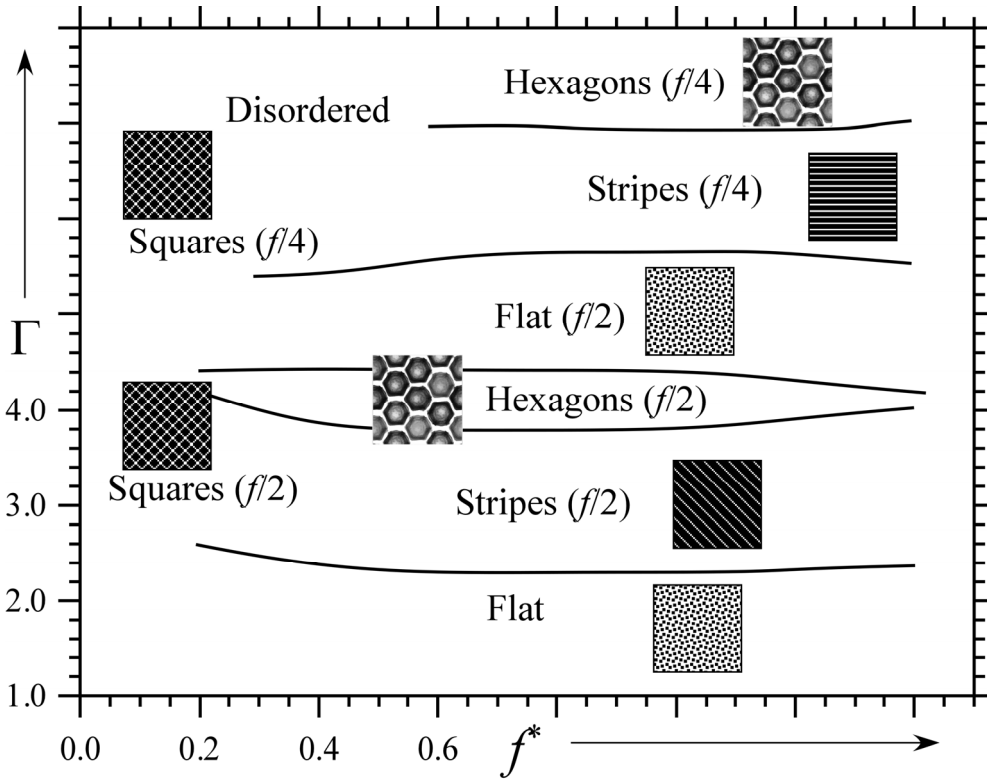 Hexagons (f/4)
Disordered
Stripes (f/4)
Squares (f/4)
Flat (f/2)
Γ
Hexagons (f/2)
4.0
Squares (f/2)
Stripes (f/2)
3.0
2.0
Flat
1.0
0.0 0.2 0.4 0.6 f*